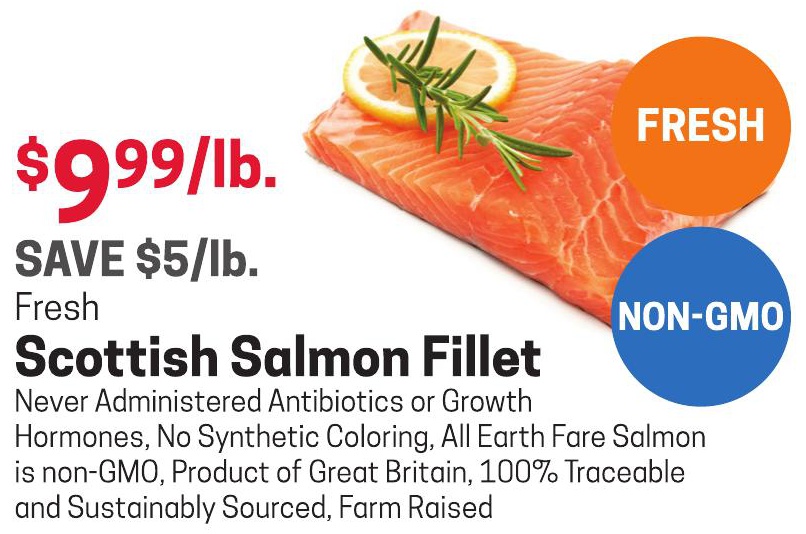 $9.99/lb.
SAVE $5/lb.
Fresh
Scottish Salmon Fillet
Never Administered Antibiotics or Growth
Hormones, No Synthetic Coloring, All Earth Fare Salmon
is non-GMO, Product of Great Britain, 100% Traceable
and Sustainably Sourced, Farm Raised
FRESH
NON-GMO